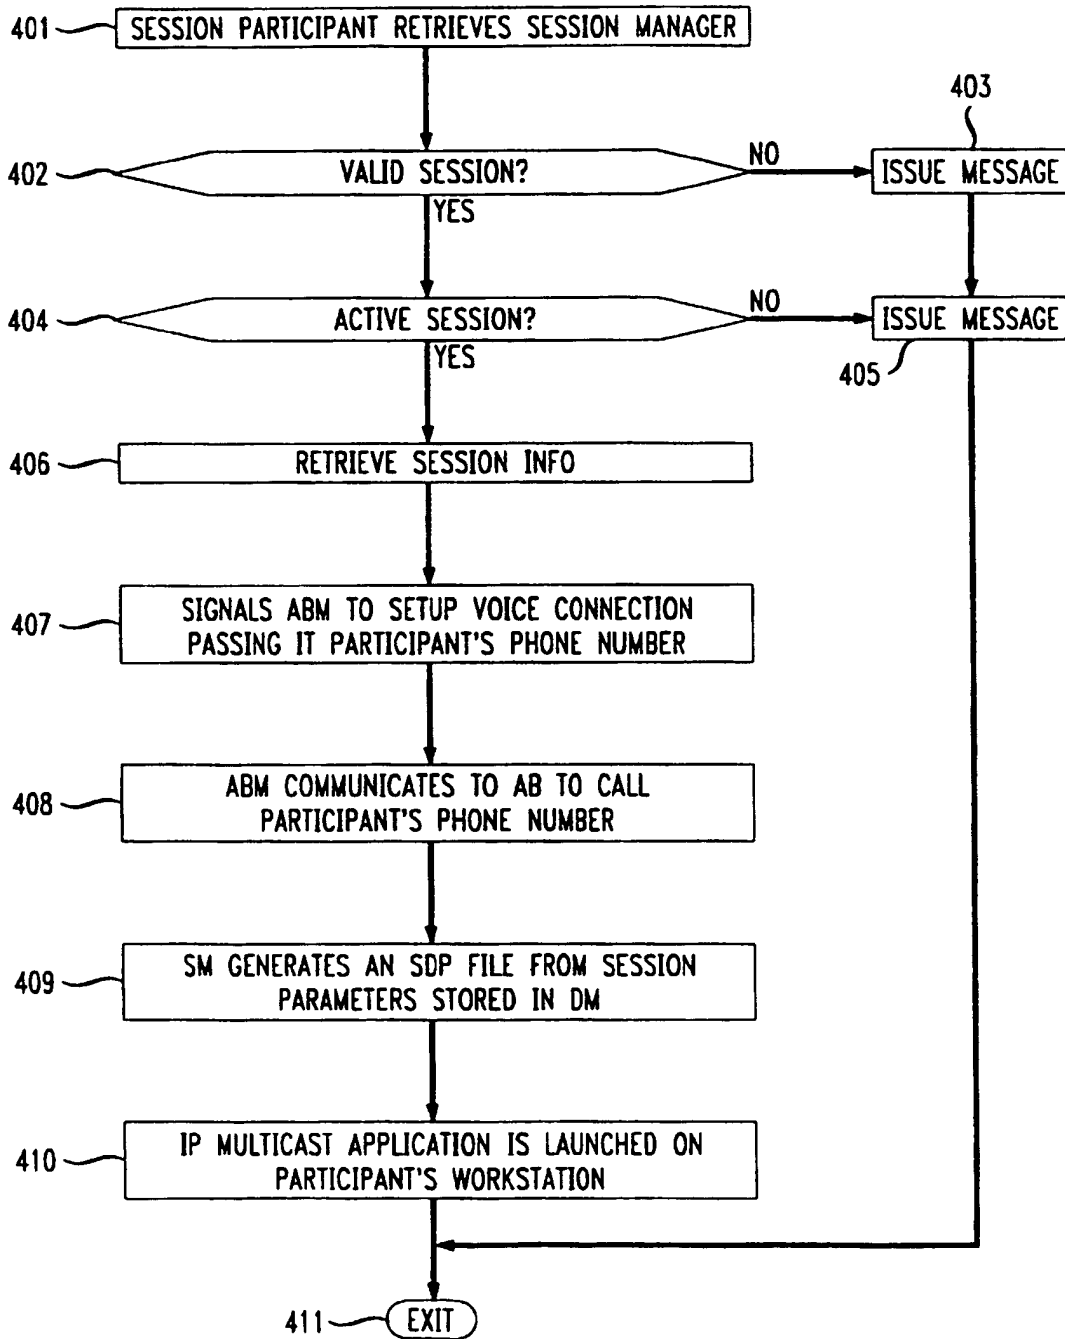 401
SESSION PARTICIPANT RETRIEVES SESSION MANAGER
403
402
VALID SESSION?
NO
ISSUE MESSAGE
YES
404
ACTIVE SESSION?
NO
ISSUE MESSAGE
YES
405
406
RETRIEVE SESSION INFO
407
SIGNALS ABM TO SETUP VOICE CONNECTION
PASSING IT PARTICIPANT'S PHONE NUMBER
408
ABM COMMUNICATES TO AB TO CALL
PARTICIPANT'S PHONE NUMBER
409
SM GENERATES AN SDP FILE FROM SESSION
PARAMETERS STORED IN DM
410
IP MULTICAST APPLICATION IS LAUNCHED ON
PARTICIPANT'S WORKSTATION
411
EXIT